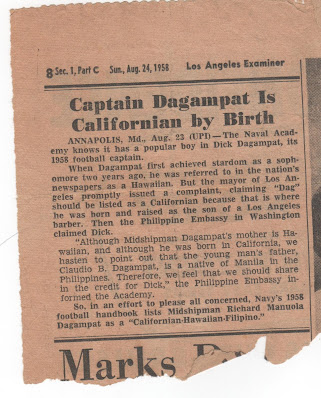 8 Sec. 1, Part C Sun., Aug. 24, 1958 Los Angeles Examiner
Captain Dagampat Is
Californian by Birth
ANNAPOLIS, Md., Aug. 23 (UPI)—The Naval Acad-
emy knows it has a popular boy in Dick Dagampat, its
1958 football captain.
When Dagampat first achieved stardom as a soph-
omore two years ago, he was referred to in the nation's
newspapers as a Hawaiian. But the mayor of Los An-
geles promptly issued a complaint, claiming "Dag"
should be listed as a Californian because that is where
he was born and raised as the son of a Los Angeles
barber. Then the Philippine Embassy in Washington
claimed Dick.
"Although Midshipman Dagampat's mother is Ha-
waiian, and although he was born in California, we
hasten to point out that the young man's father,
Claudio B. Dagampat, is a native of Manila in the
Philippines. Therefore, we feel that we should share
in the credit for Dick," the Philippine Embassy in-
formed the Academy.
So, in an effort to please all concerned, Navy's 1958
football handbook lists Midshipman Richard Manuola
Dagampat as a "Californian-Hawaiian-Filipino."
Marks